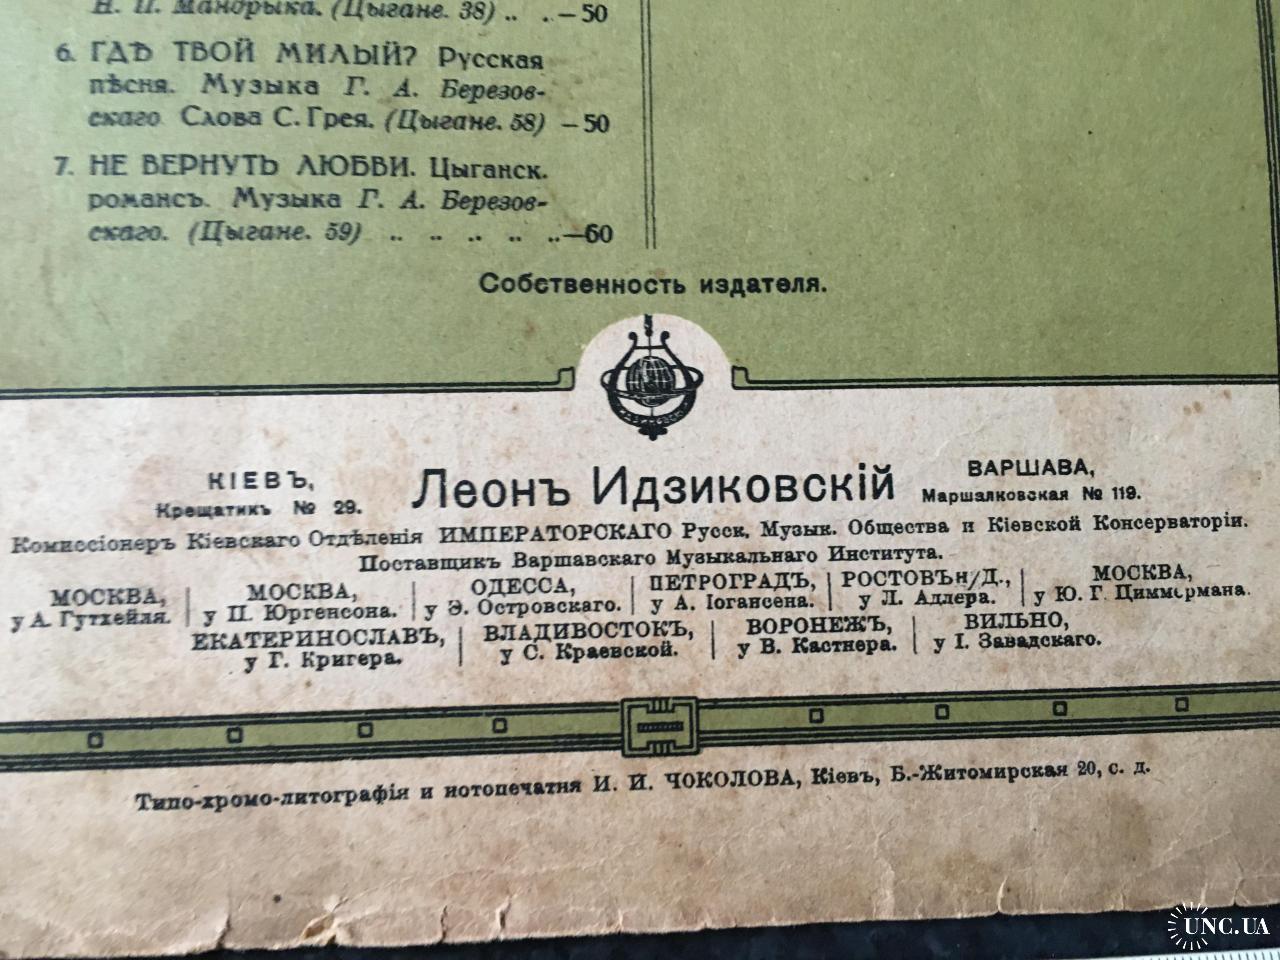 Н. П. Мандрыка. (Цыгане. 38) .. . — 50
6. ГДѢ ТВОЙ МИЛЫЙ? Русская
пѣсня. Музыка Г. А. Березов-
скаго Слова С. Грея. (Цыгане. 58) — 50
7. НЕ ВЕРНУТЬ ЛЮБВИ. Цыганск.
романсъ. Музыка Г. А. Березов-
скаго. (Цыгане. 59) .. .. .. .. ..—60
Собственность издателя.
КІЕВЪ,
Крещатикъ № 29.
Леонъ Идзиковскій
ВАРШАВА,
Маршалковская № 119.
Комиссіонеръ Кіевскаго Отдѣленія ИМПЕРАТОРСКАГО Русск. Музык. Общества и Кіевской Консерваторіи.
Поставщикъ Варшавскаго Музыкальнаго Института.
МОСКВА,
у А. Гутхейля.
МОСКВА,
у П. Юргенсона.
ОДЕССА,
у Э. Островскаго.
ПЕТРОГРАДЪ,
у А. Іогансена.
РОСТОВЪ н/Д.,
у Л. Адлера.
МОСКВА,
у Ю. Г. Циммермана.
ЕКАТЕРИНОСЛАВЪ,
у Г. Кригера.
ВЛАДИВОСТОКЪ,
у С. Краевской.
ВОРОНЕЖЪ,
у В. Кастнера.
ВИЛЬНО,
у І. Завадскаго.
Типо-хромо-литографія и нотопечатня И. И. ЧОКОЛОВА, Кіевъ, Б.-Житомирская 20, с. д.
UNC.UA